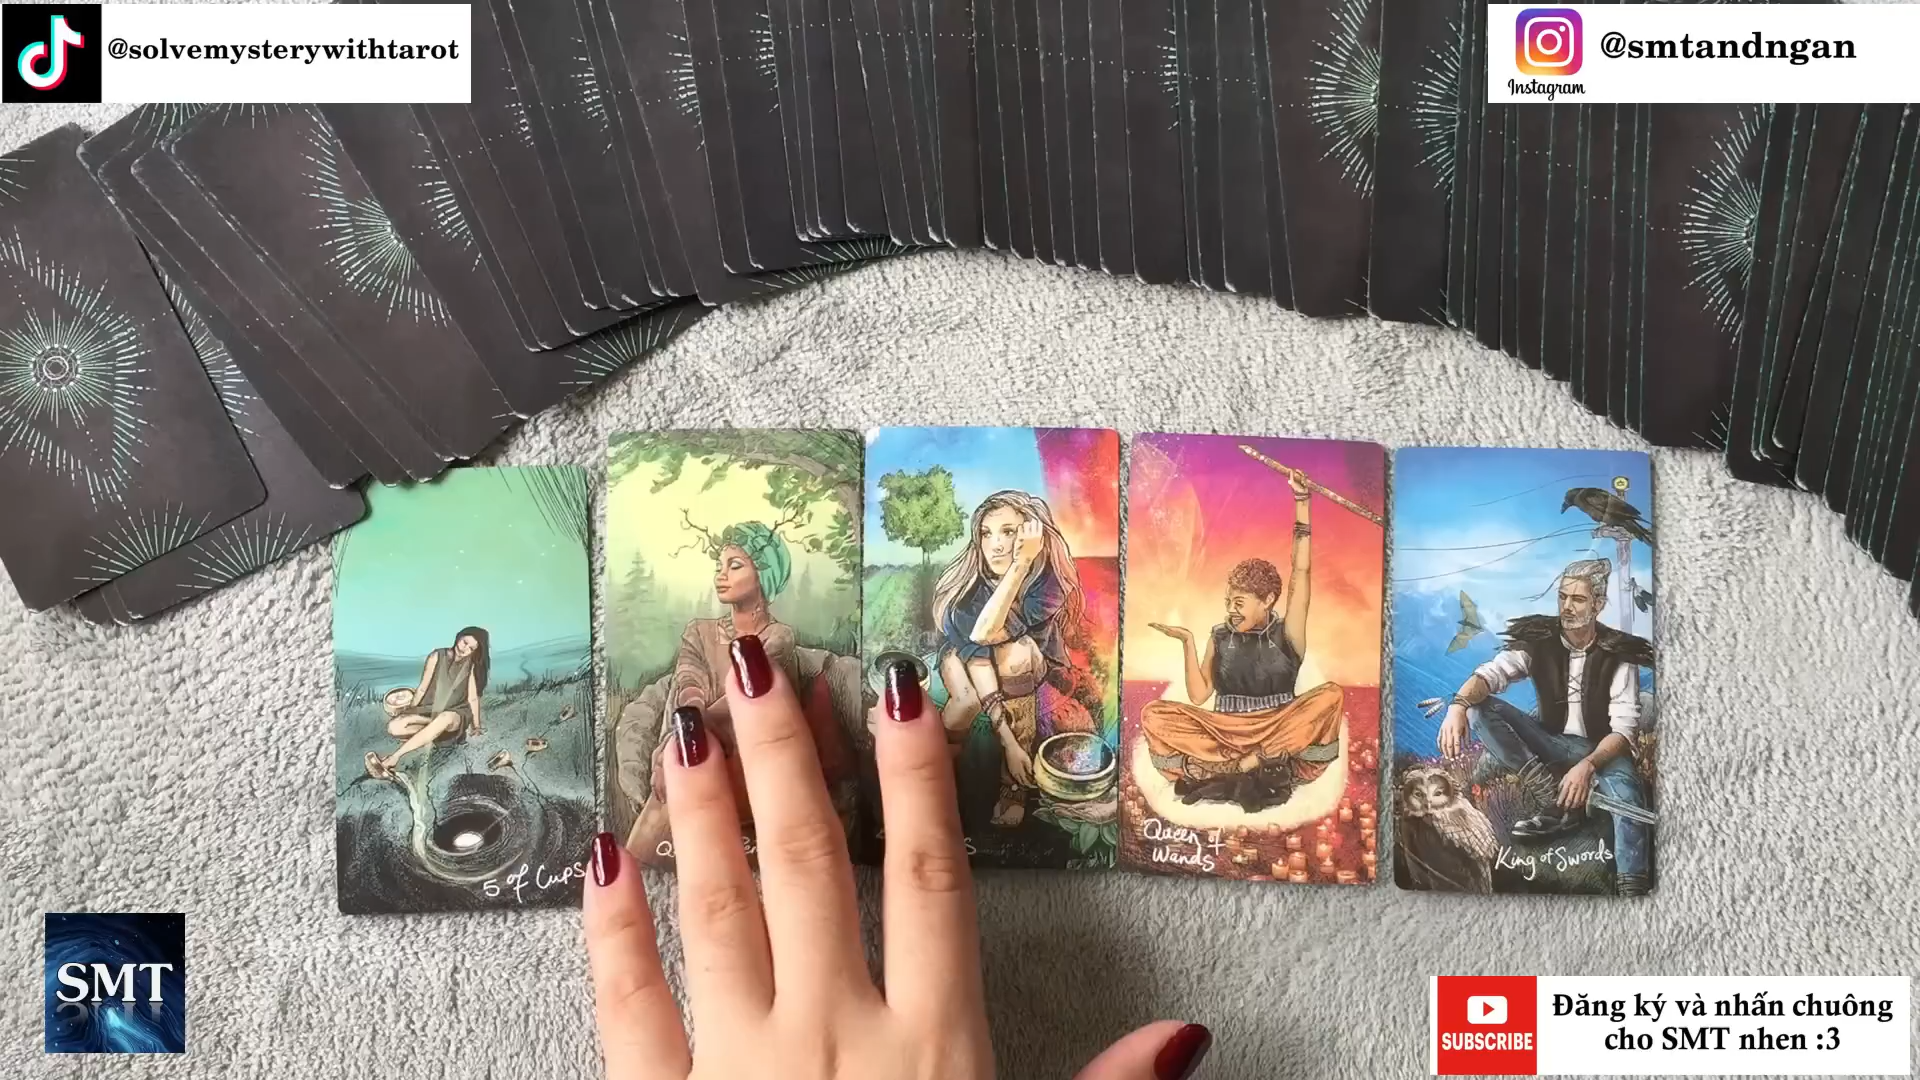 @solvemysterywithtarot
@smtandngan
Instagram
5 of Cups
Queen of
Wands
King of Swords
SMT
SUBSCRIBE
Đăng ký và nhấn chuông
cho SMT nhen :3